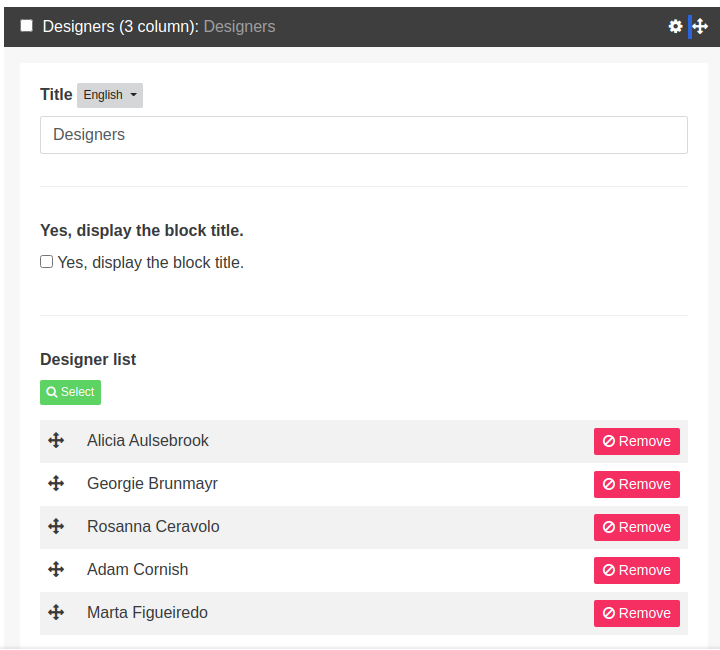 Designers (3 column): Designers
Title English
Designers
Yes, display the block title.
Yes, display the block title.
Designer list
Select
Alicia Aulsebrook Remove
Georgie Brunmayr Remove
Rosanna Ceravolo Remove
Adam Cornish Remove
Marta Figueiredo Remove